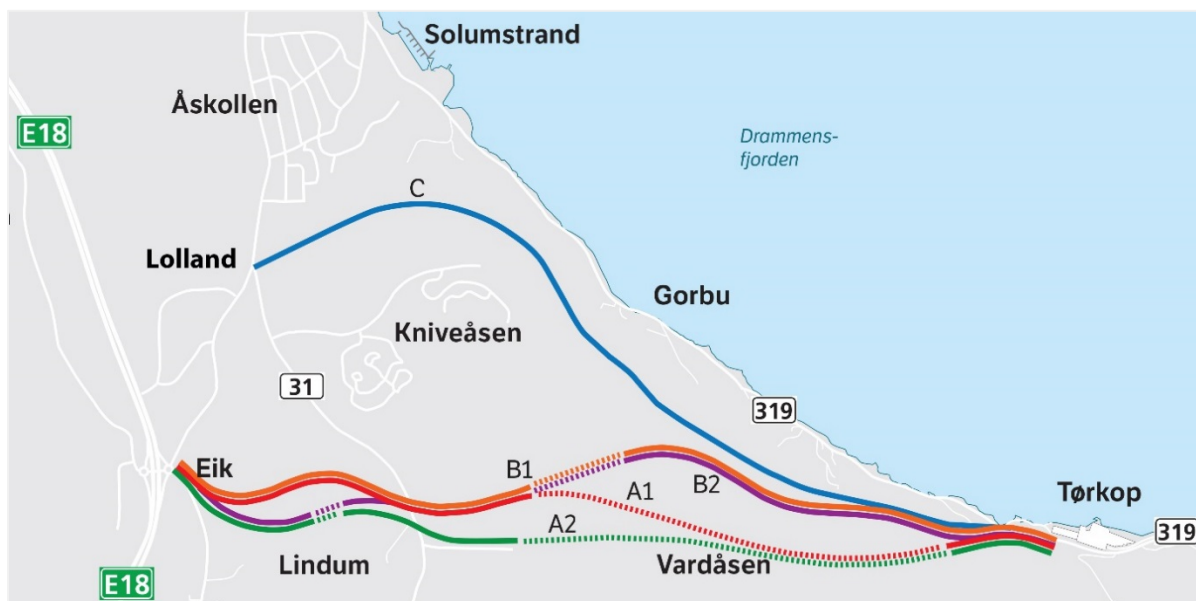 Solumstrand
Åskollen
E18
Drammens-
fjorden
C
Lolland
Gorbu
Kniveåsen
31
319
Eik
B1
B2
A1
Tørkop
A2
319
Lindum
Vardåsen
E18